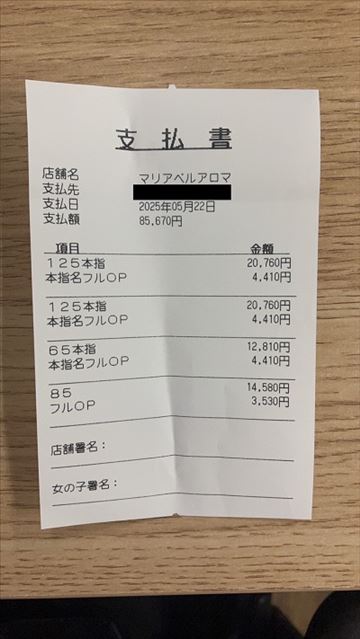 支払書
店舗名 マリアベルアロマ
支払先
支払日 2025年05月22日
支払額 85,670円
項目 金額
125本指 20,760円
本指名フルOP 4,410円
125本指 20,760円
本指名フルOP 4,410円
65本指 12,810円
本指名フルOP 4,410円
85 14,580円
フルOP 3,530円
店舗署名：
女の子署名：